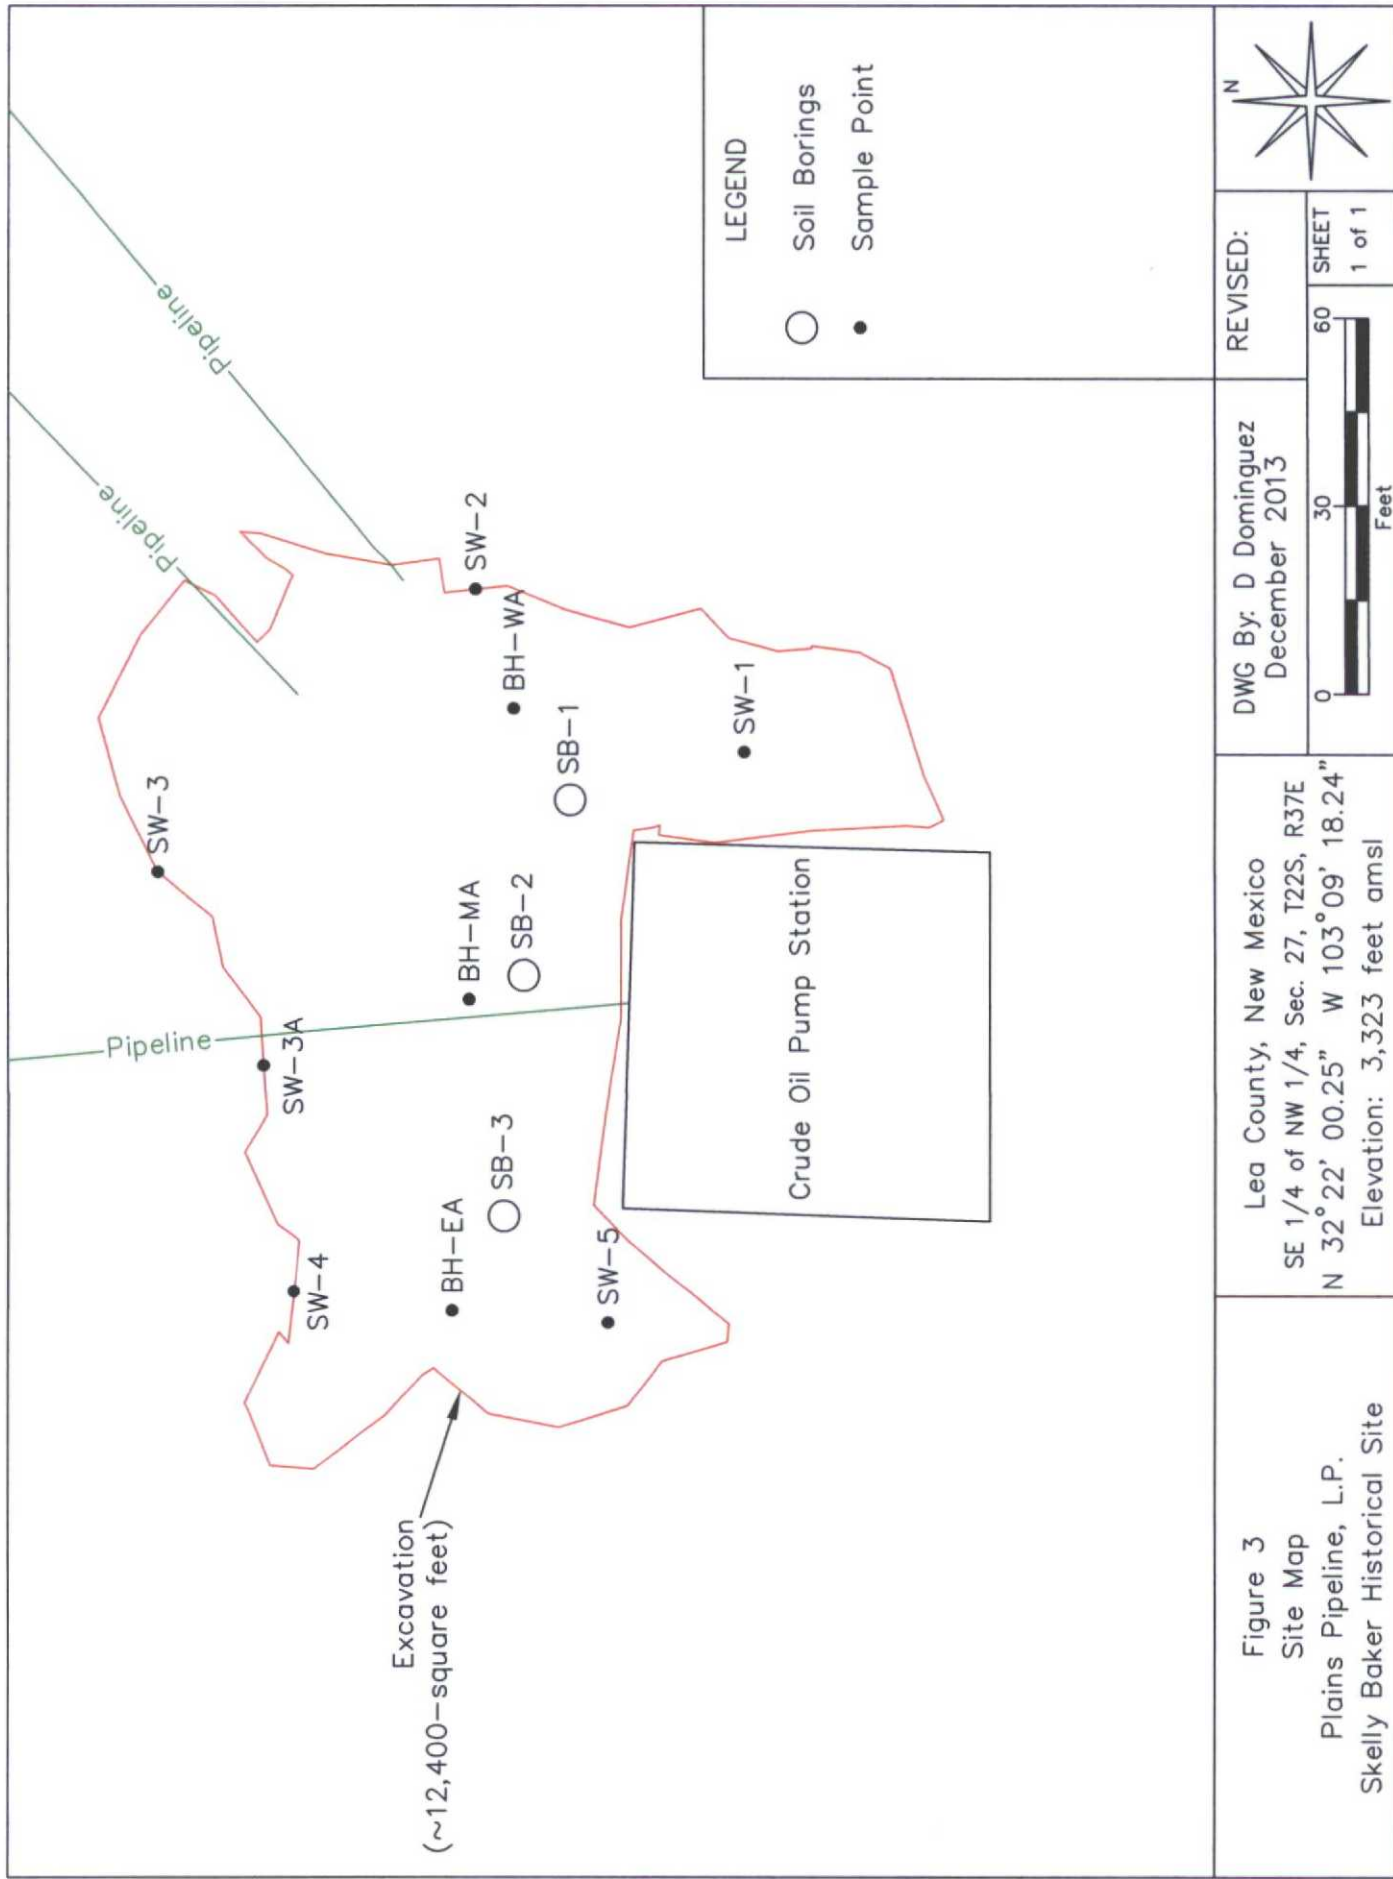 Pipeline
Pipeline
Pipeline
SW-3
SW-3A
SW-4
SW-2
BH-WA
SB-1
SW-1
BH-MA
SB-2
SB-3
BH-EA
SW-5
Excavation
(~12,400-square feet)
Crude Oil Pump Station
LEGEND
Soil Borings
Sample Point
Figure 3
Site Map
Plains Pipeline, L.P.
Skelly Baker Historical Site
Lea County, New Mexico
SE 1/4 of NW 1/4, Sec. 27, T22S, R37E
N 32°22' 00.25" W 103°09' 18.24"
Elevation: 3,323 feet amsl
DWG By: D Dominguez
December 2013
REVISED:
0 30 60
Feet
SHEET
1 of 1
N